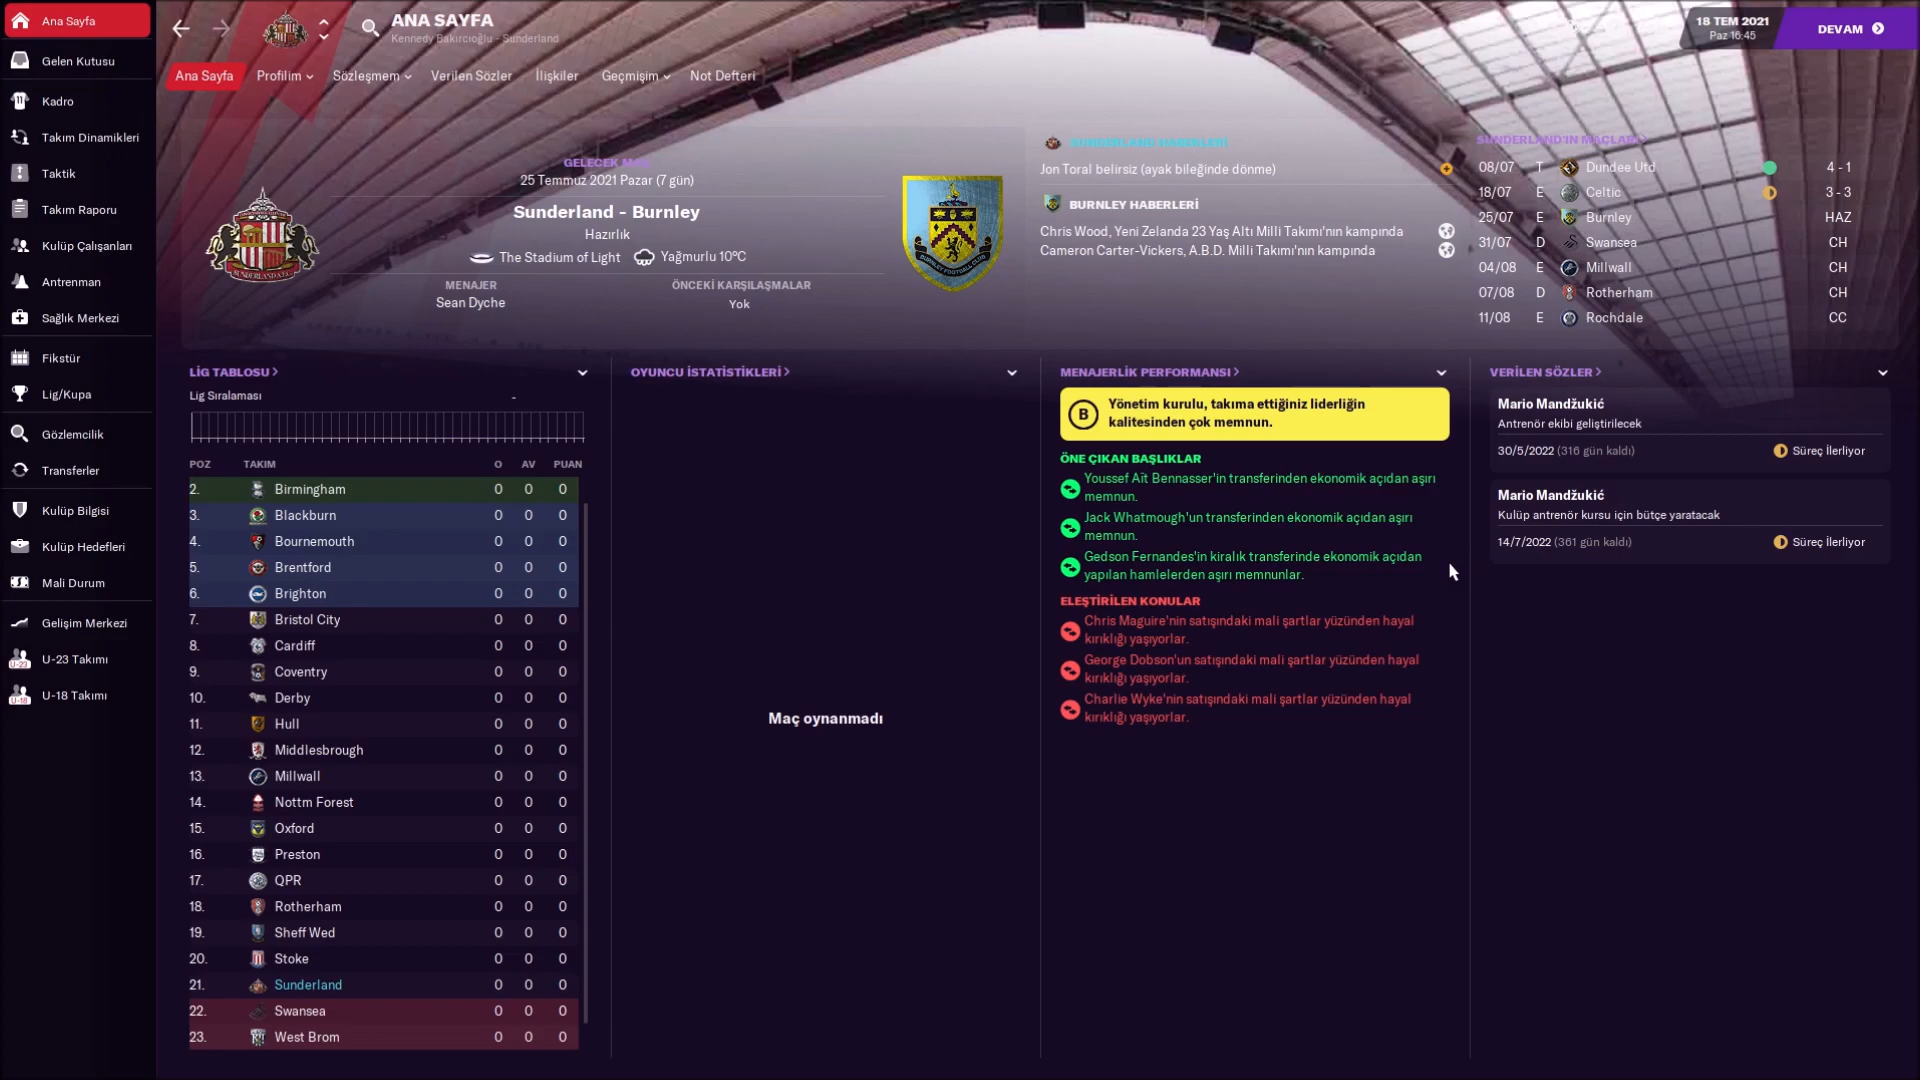 Ana Sayfa
Gelen Kutusu
Kadro
Takım Dinamikleri
Taktik
Takım Raporu
Kulüp Çalışanları
Antrenman
Sağlık Merkezi
Fikstür
Lig/Kupa
Gözlemcilik
Transferler
Kulüp Bilgisi
Kulüp Hedefleri
Mali Durum
Gelişim Merkezi
U-23 Takımı
U-18 Takımı
ANA SAYFA
Kennedy Bakırcıoğlu - Sunderland
18 TEM 2021
Paz 16:45
DEVAM
Ana Sayfa Profilim Sözleşmem Verilen Sözler İlişkiler Geçmişim Not Defteri
GELECEK MAÇ
25 Temmuz 2021 Pazar (7 gün)
Sunderland - Burnley
Hazırlık
The Stadium of Light Yağmurlu 10°C
MENAJER
Sean Dyche
ÖNCEKİ KARŞILAŞMALAR
Yok
SUNDERLAND HABERLERİ
Jon Toral belirsiz (ayak bileğinde dönme)
BURNLEY HABERLERİ
Chris Wood, Yeni Zelanda 23 Yaş Altı Milli Takımı'nın kampında
Cameron Carter-Vickers, A.B.D. Milli Takımı'nın kampında
SUNDERLAND'IN MAÇLARI
08/07 T Dundee Utd 4 - 1
18/07 E Celtic 3 - 3
25/07 E Burnley HAZ
31/07 D Swansea CH
04/08 E Millwall CH
07/08 D Rotherham CH
11/08 E Rochdale CC
LİG TABLOSU
Lig Sıralaması -
POZ TAKIM O AV PUAN
2. Birmingham 0 0 0
3. Blackburn 0 0 0
4. Bournemouth 0 0 0
5. Brentford 0 0 0
6. Brighton 0 0 0
7. Bristol City 0 0 0
8. Cardiff 0 0 0
9. Coventry 0 0 0
10. Derby 0 0 0
11. Hull 0 0 0
12. Middlesbrough 0 0 0
13. Millwall 0 0 0
14. Nottm Forest 0 0 0
15. Oxford 0 0 0
16. Preston 0 0 0
17. QPR 0 0 0
18. Rotherham 0 0 0
19. Sheff Wed 0 0 0
20. Stoke 0 0 0
21. Sunderland 0 0 0
22. Swansea 0 0 0
23. West Brom 0 0 0
OYUNCU İSTATİSTİKLERİ
Maç oynanmadı
MENAJERLİK PERFORMANSI
B
Yönetim kurulu, takıma ettiğiniz liderliğin
kalitesinden çok memnun.
ÖNE ÇIKAN BAŞLIKLAR
Youssef Aït Bennasser'in transferinden ekonomik açıdan aşırı
memnun.
Jack Whatmough'un transferinden ekonomik açıdan aşırı
memnun.
Gedson Fernandes'in kiralık transferinde ekonomik açıdan
yapılan hamlelerden aşırı memnunlar.
ELEŞTİRİLEN KONULAR
Chris Maguire'nin satışındaki mali şartlar yüzünden hayal
kırıklığı yaşıyorlar.
George Dobson'un satışındaki mali şartlar yüzünden hayal
kırıklığı yaşıyorlar.
Charlie Wyke'nin satışındaki mali şartlar yüzünden hayal
kırıklığı yaşıyorlar.
VERİLEN SÖZLER
Mario Mandžukić
Antrenör ekibi geliştirilecek
30/5/2022 (316 gün kaldı) Süreç İlerliyor
Mario Mandžukić
Kulüp antrenör kursu için bütçe yaratacak
14/7/2022 (361 gün kaldı) Süreç İlerliyor